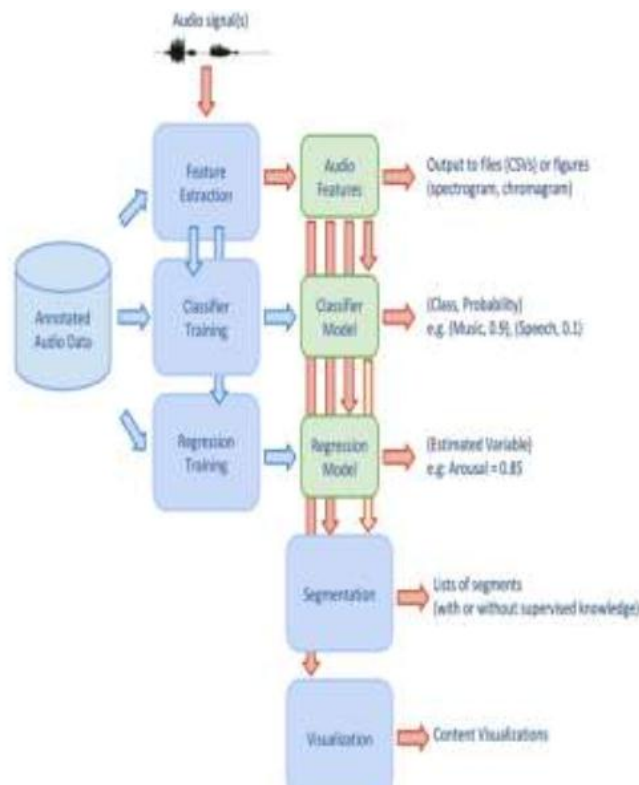 Audio signal(s)
Feature
Extraction
Audio
Features
Output to files (CSVs) or figures
(spectrogram, chromagram)
Annotated
Audio Data
Classifier
Training
Classifier
Model
(Class, Probability)
e.g. (Music, 0.9), (Speech, 0.1)
Regression
Training
Regression
Model
(Estimated Variable)
e.g: Arousal = 0.85
Segmentation
Lists of segments
(with or without supervised knowledge)
Visualization
Content Visualizations